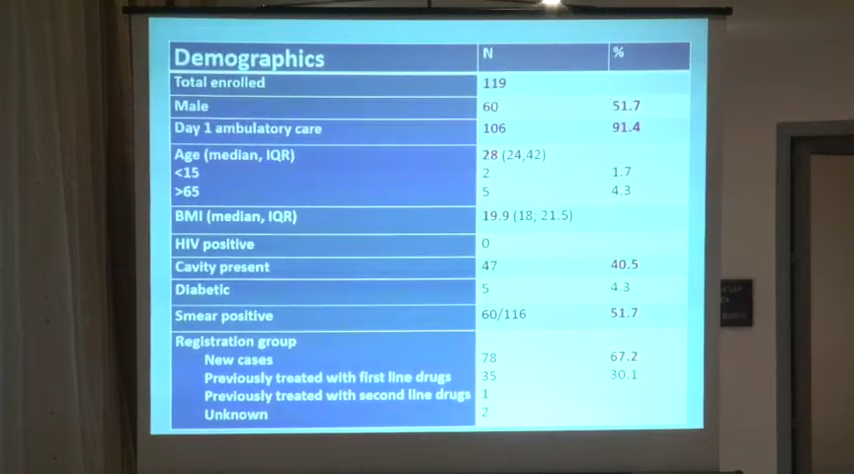 Demographics N %
Total enrolled 119
Male 60 51.7
Day 1 ambulatory care 106 91.4
Age (median, IQR) 28 (24,42)
<15 2 1.7
>65 5 4.3
BMI (median, IQR) 19.9 (18, 21.5)
HIV positive 0
Cavity present 47 40.5
Diabetic 5 4.3
Smear positive 60/116 51.7
Registration group
New cases 78 67.2
Previously treated with first line drugs 35 30.1
Previously treated with second line drugs 1
Unknown 2